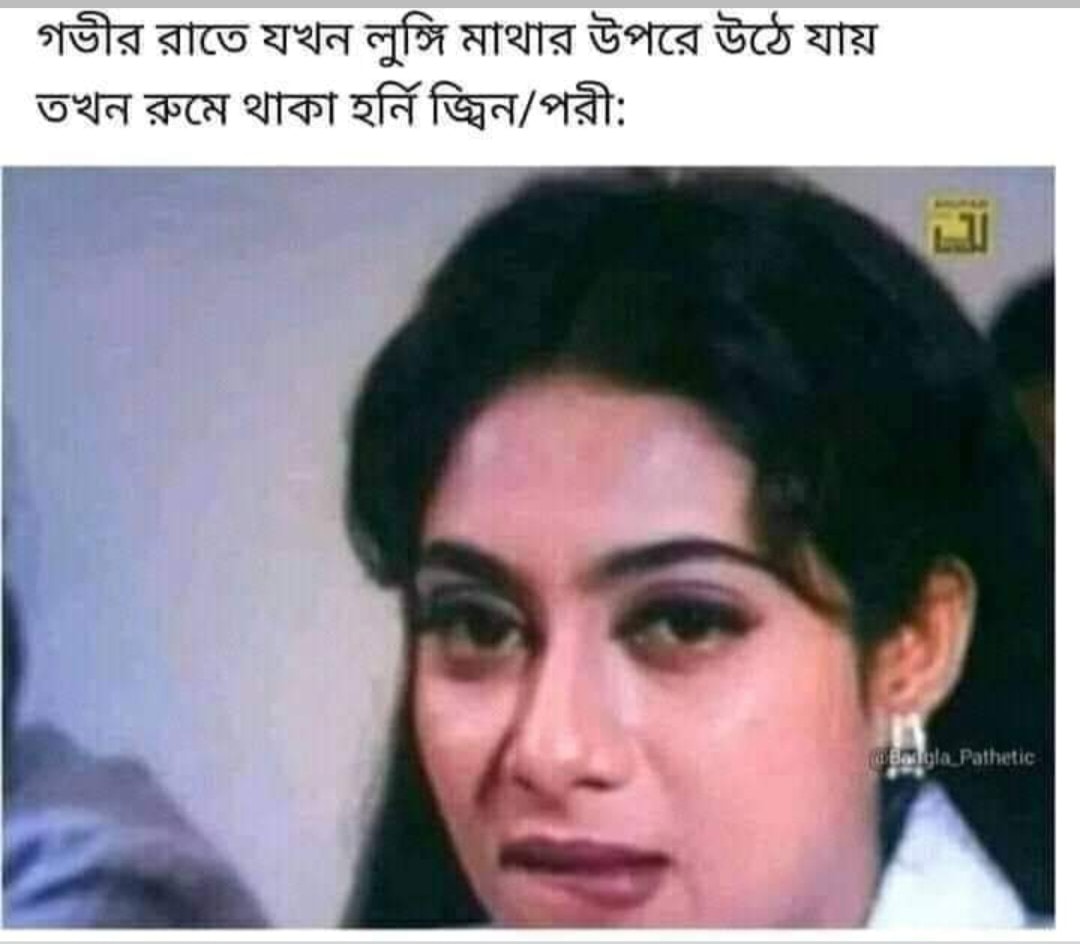 গভীর রাতে যখন লুঙ্গি মাথার উপরে উঠে যায়
তখন রুমে থাকা হর্নি জ্বিন/পরী:
@Bangla_Pathetic